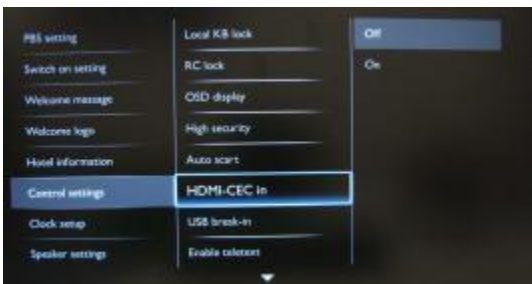 PBS setting
Switch on setting
Welcome message
Welcome logo
Hotel information
Control settings
Clock setup
Speaker settings
Local KB lock
RC lock
OSD display
High security
Auto scart
HDMI-CEC in
USB break-in
Enable teletext
Off
On